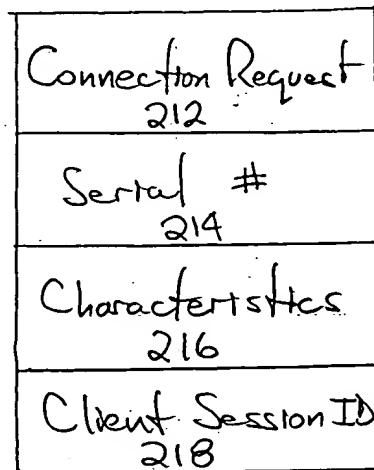 Connection Request
212
Serial #
214
Characteristics
216
Client Session ID
218